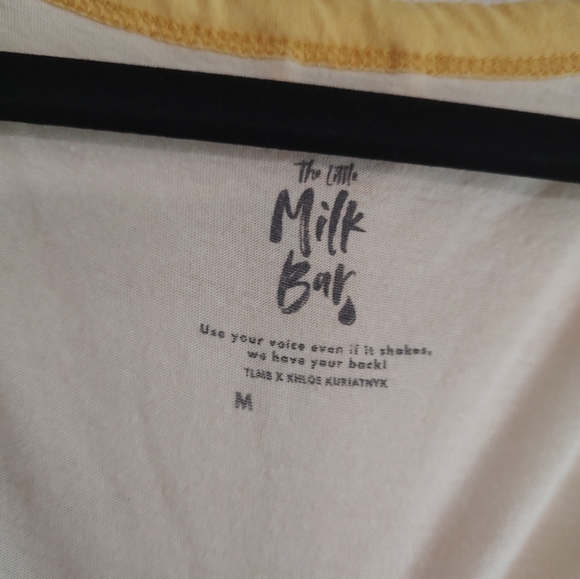 The Little
Milk
Bar
Use your voice even if it shakes,
we have your back!
TLMB X KHLOE KURIATNYK
M